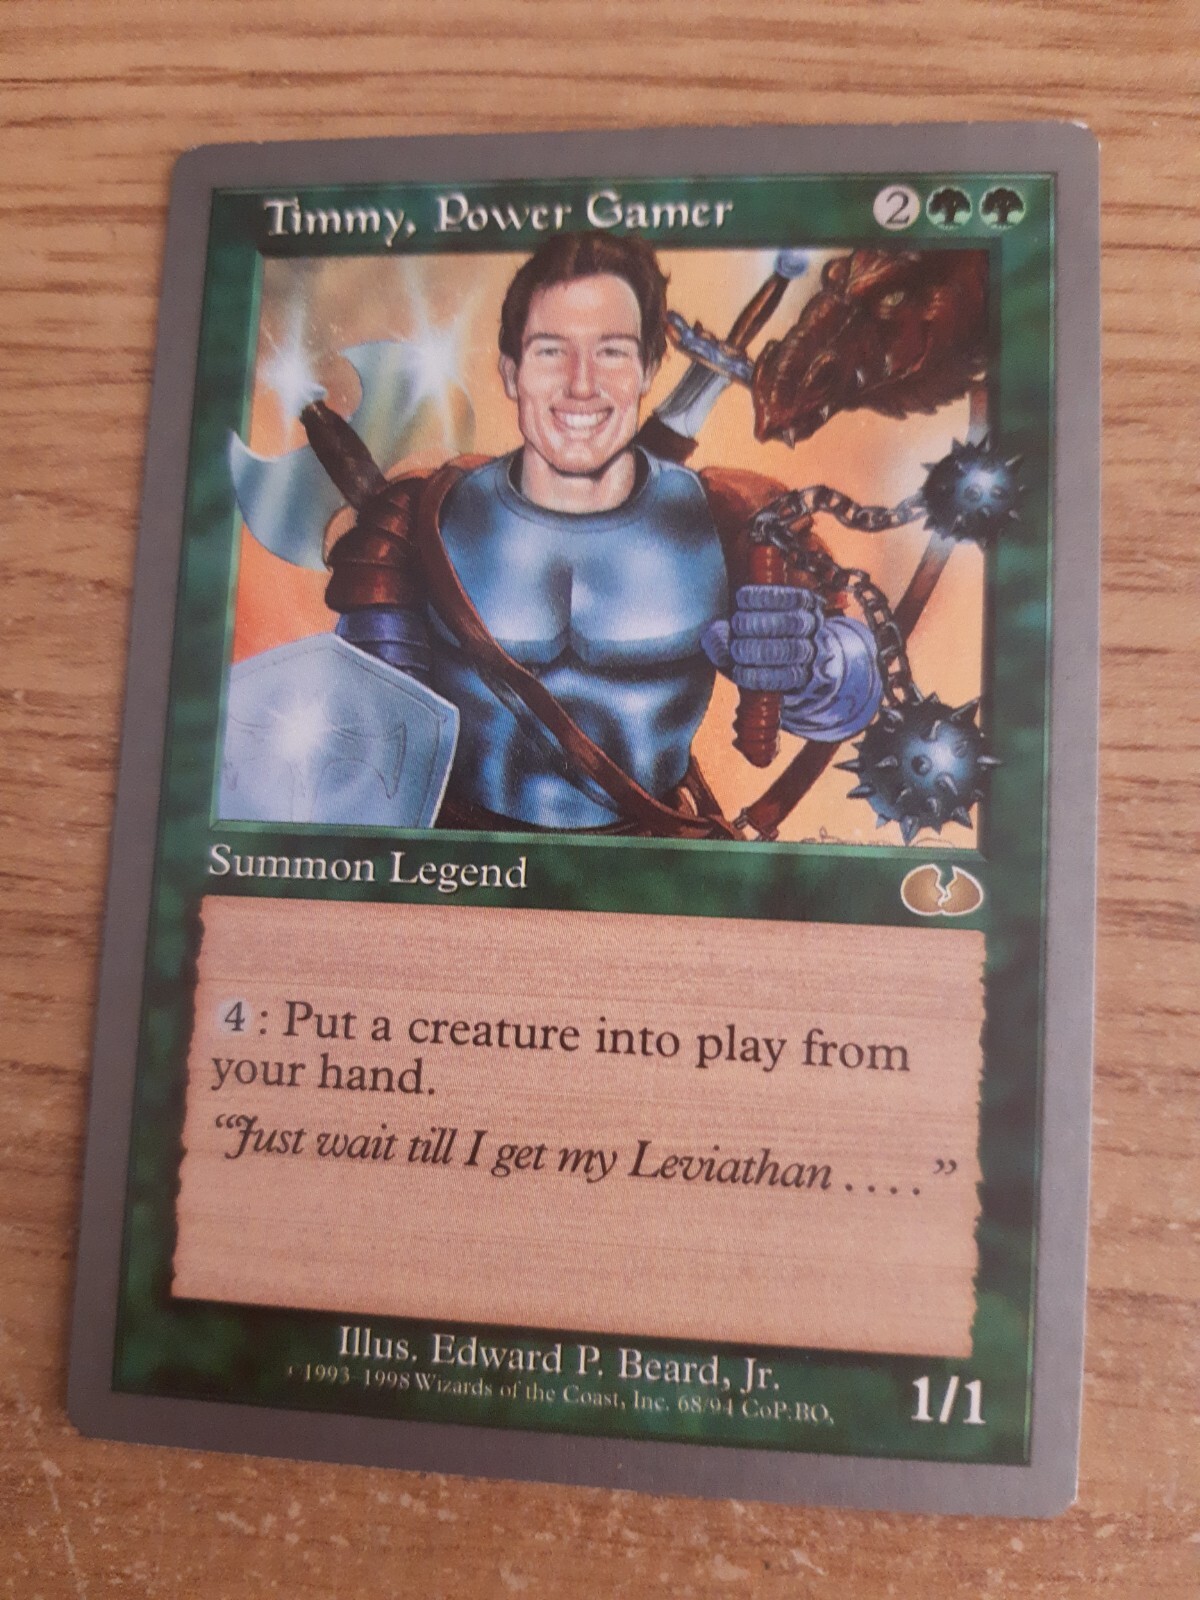 Timmy, Power Gamer 2
Summon Legend
4 : Put a creature into play from
your hand.
“Just wait till I get my Leviathan . . . .”
Illus. Edward P. Beard, Jr.
© 1993–1998 Wizards of the Coast, Inc. 68/94 CoP:BO,
1/1